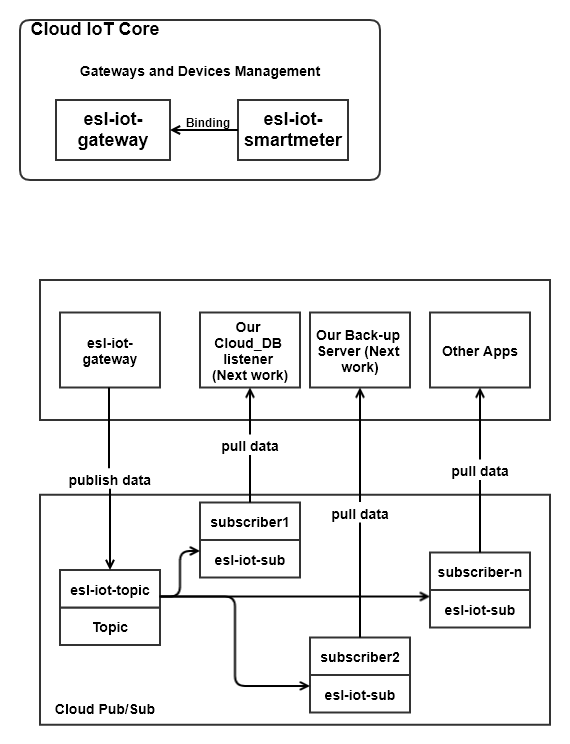 Cloud IoT Core
Gateways and Devices Management
esl-iot-
gateway
Binding
esl-iot-
smartmeter
esl-iot-
gateway
Our
Cloud_DB
listener
(Next work)
Our Back-up
Server (Next
work)
Other Apps
publish data
pull data
pull data
pull data
subscriber1
esl-iot-sub
esl-iot-topic
Topic
subscriber-n
esl-iot-sub
subscriber2
esl-iot-sub
Cloud Pub/Sub